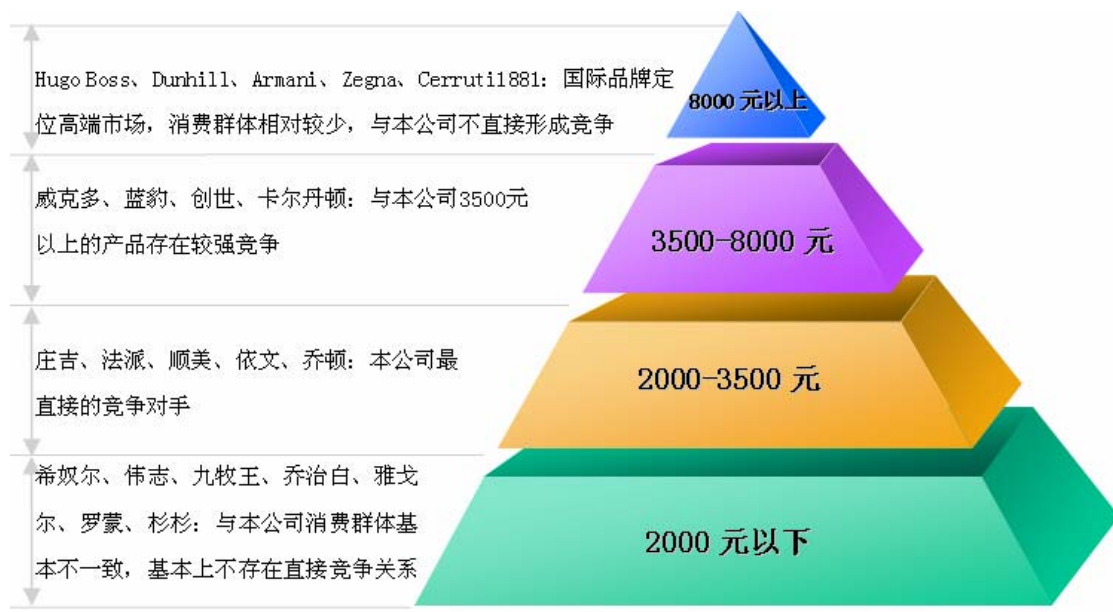 Hugo Boss、Dunhill、Armani、Zegna、Cerruti1881：国际品牌定
位高端市场，消费群体相对较少，与本公司不直接形成竞争
8000 元以上
威克多、蓝豹、创世、卡尔丹顿：与本公司3500元
以上的产品存在较强竞争
3500-8000 元
庄吉、法派、顺美、依文、乔顿：本公司最
直接的竞争对手
2000-3500 元
希努尔、伟志、九牧王、乔治白、雅戈
尔、罗蒙、杉杉：与本公司消费群体基
本不一致，基本上不存在直接竞争关系
2000 元以下